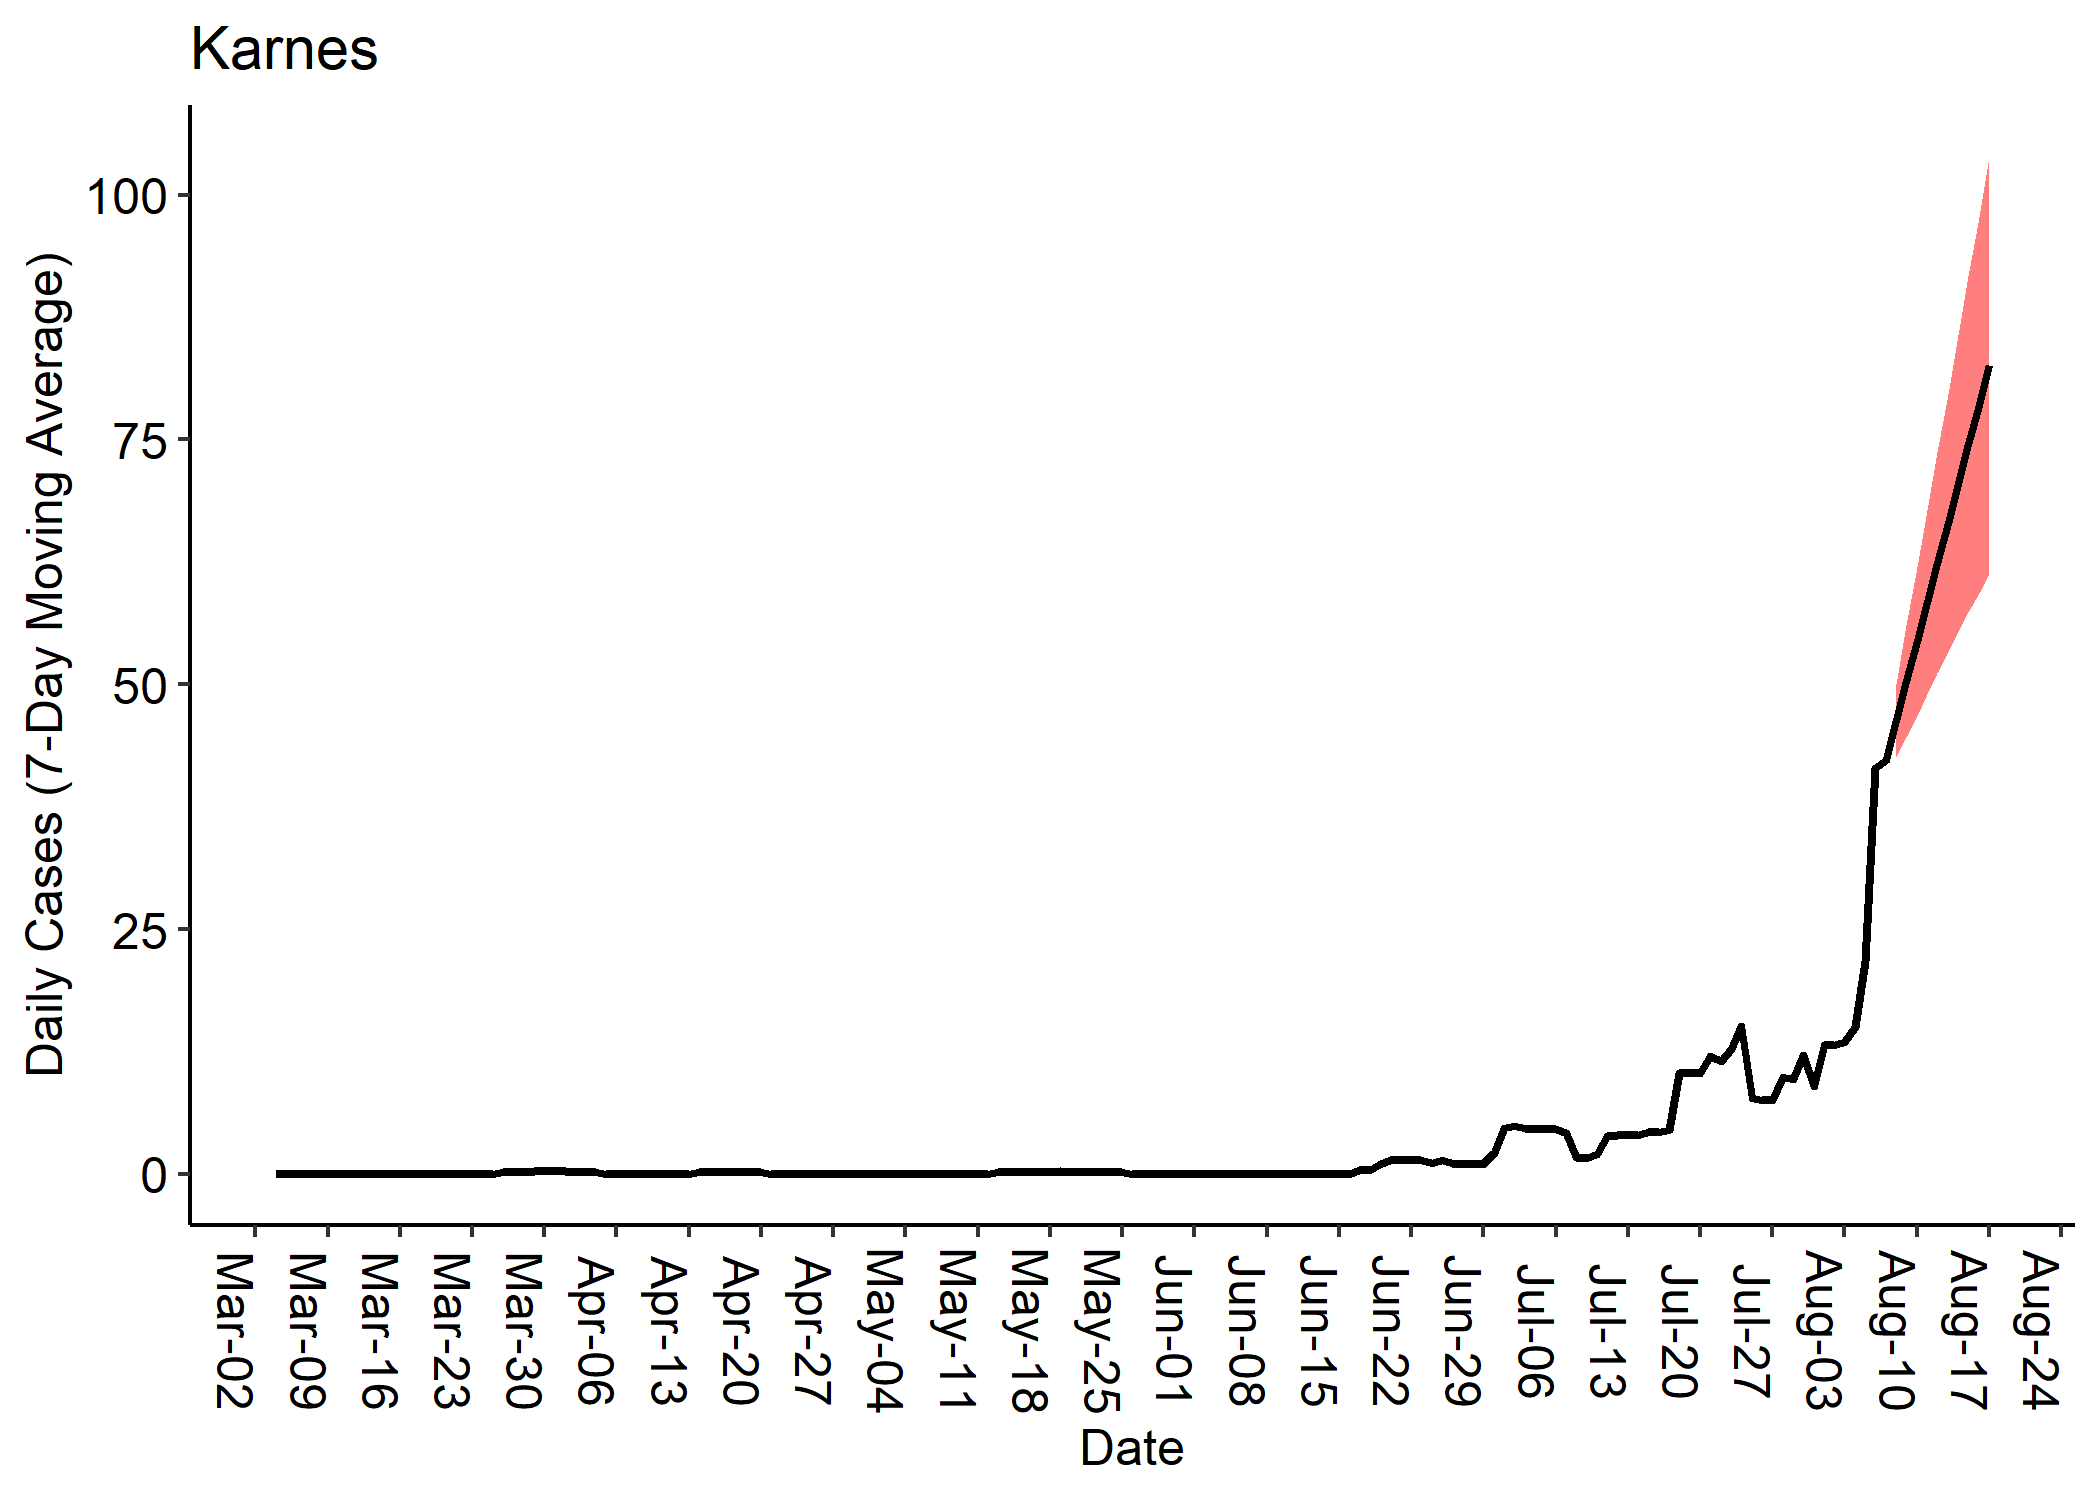 Karnes
Daily Cases (7-Day Moving Average)
100
75
50
25
0
Mar-02
Mar-09
Mar-16
Mar-23
Mar-30
Apr-06
Apr-13
Apr-20
Apr-27
May-04
May-11
May-18
May-25
Jun-01
Jun-08
Jun-15
Jun-22
Jun-29
Jul-06
Jul-13
Jul-20
Jul-27
Aug-03
Aug-10
Aug-17
Aug-24
Date